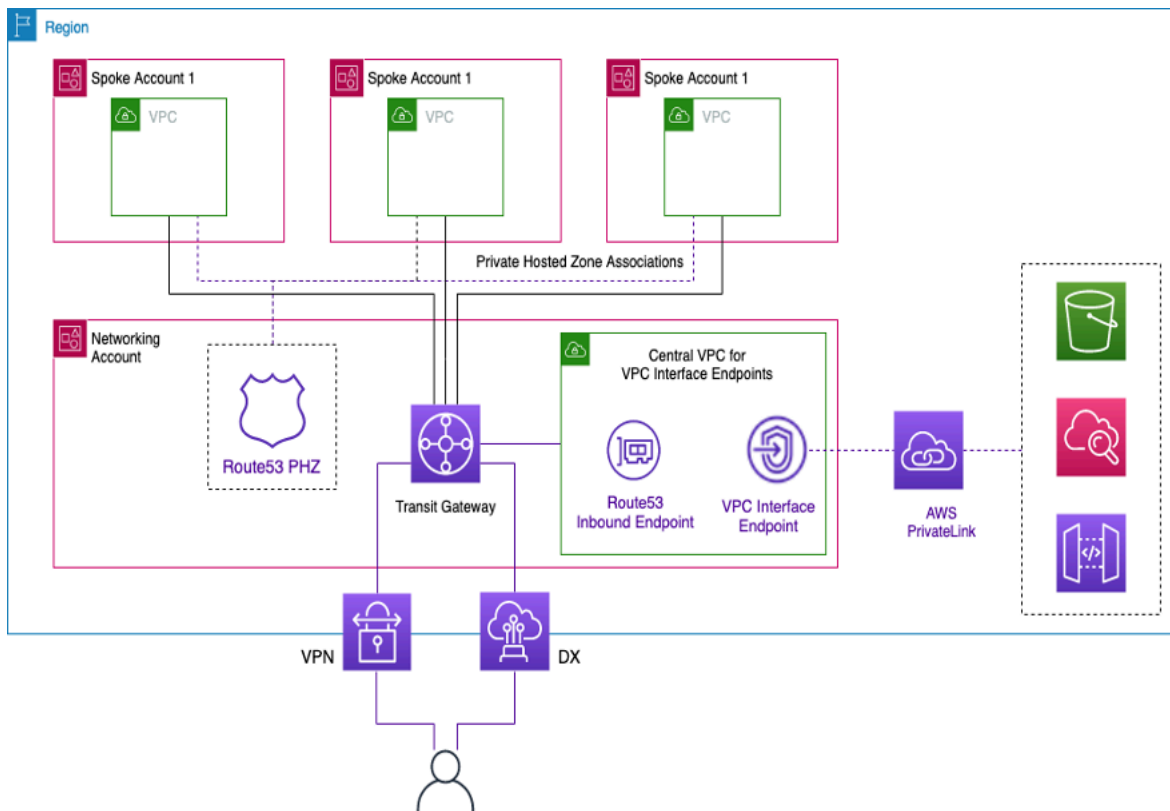 Region
Spoke Account 1
VPC
Spoke Account 1
VPC
Spoke Account 1
VPC
Private Hosted Zone Associations
Networking
Account
Central VPC for
VPC Interface Endpoints
Route53 PHZ
Transit Gateway
Route53
Inbound Endpoint
VPC Interface
Endpoint
AWS
PrivateLink
</>
VPN
DX